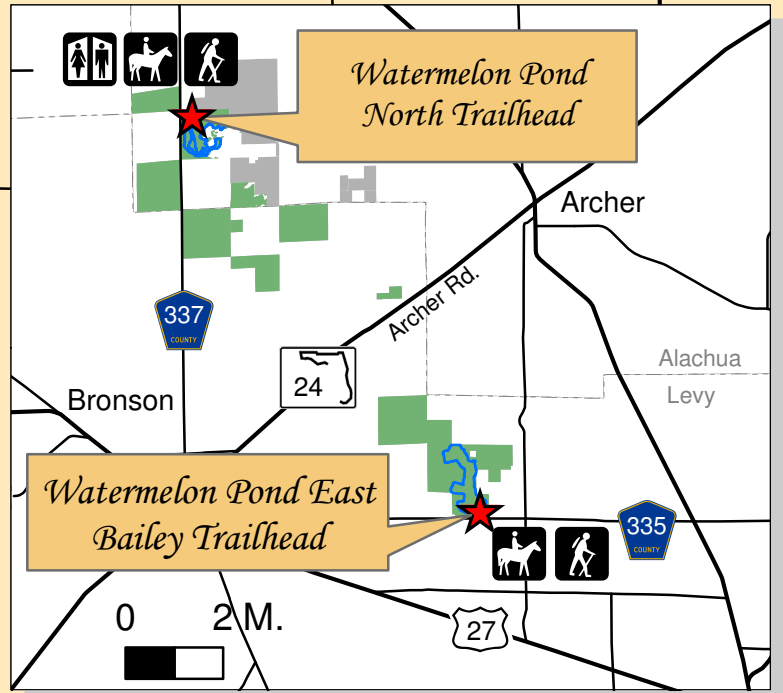 Watermelon Pond
North Trailhead
Archer
337
COUNTY
Archer Rd.
24
Alachua
Levy
Bronson
Watermelon Pond East
Bailey Trailhead
335
COUNTY
0 2 M.
27